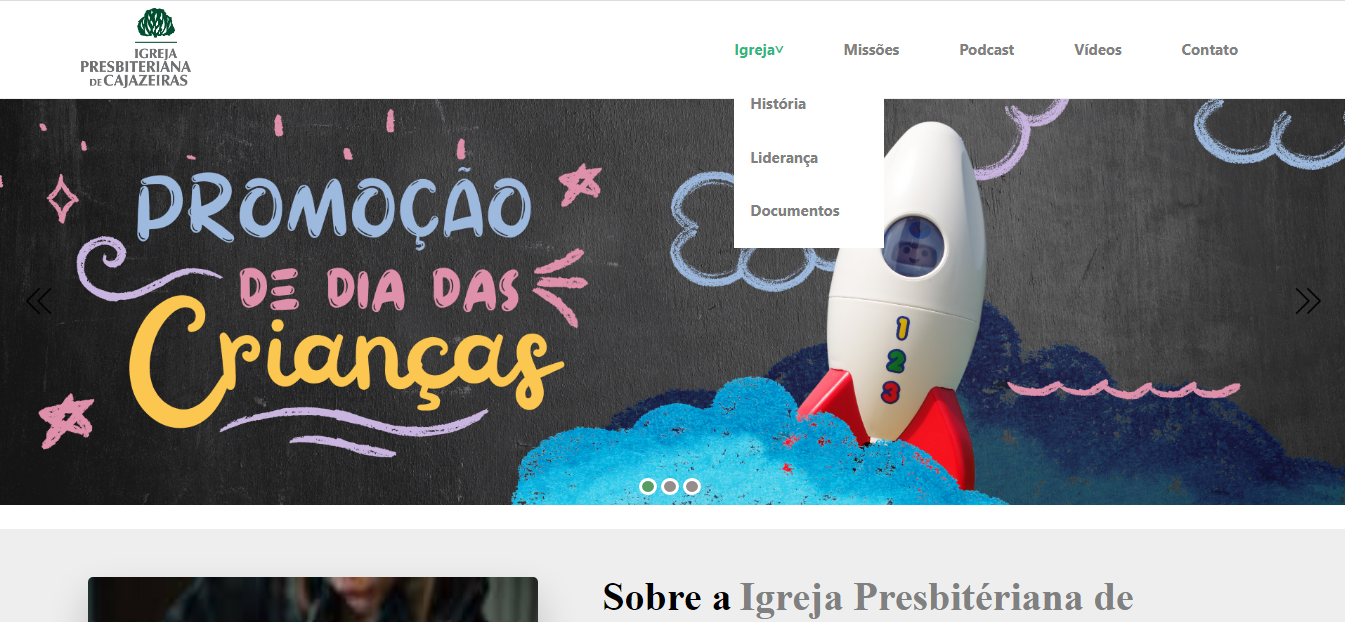 IGREJA
PRESBITERIANA
DE CAJAZEIRAS
Igreja˅ Missões Podcast Vídeos Contato
História
Liderança
Documentos
PROMOÇÃO
DE DIA DAS
Crianças
1
2
3
Sobre a Igreja Presbitériana de